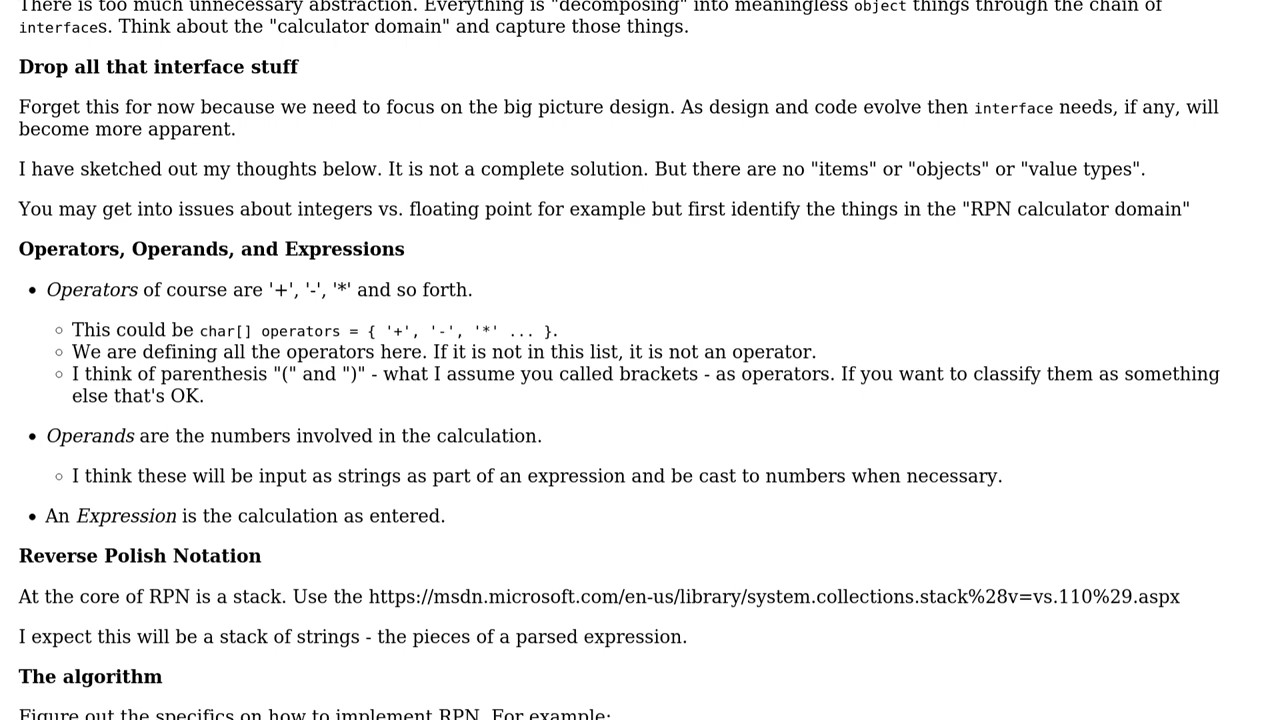 There is too much unnecessary abstraction. Everything is "decomposing" into meaningless object things through the chain of
interfaces. Think about the "calculator domain" and capture those things.
Drop all that interface stuff
Forget this for now because we need to focus on the big picture design. As design and code evolve then interface needs, if any, will
become more apparent.
I have sketched out my thoughts below. It is not a complete solution. But there are no "items" or "objects" or "value types".
You may get into issues about integers vs. floating point for example but first identify the things in the "RPN calculator domain"
Operators, Operands, and Expressions
• Operators of course are '+', '-', '*' and so forth.
◦ This could be char[] operators = { '+', '-', '*' ... }.
◦ We are defining all the operators here. If it is not in this list, it is not an operator.
◦ I think of parenthesis "(" and ")" - what I assume you called brackets - as operators. If you want to classify them as something
else that's OK.
• Operands are the numbers involved in the calculation.
◦ I think these will be input as strings as part of an expression and be cast to numbers when necessary.
• An Expression is the calculation as entered.
Reverse Polish Notation
At the core of RPN is a stack. Use the https://msdn.microsoft.com/en-us/library/system.collections.stack%28v=vs.110%29.aspx
I expect this will be a stack of strings - the pieces of a parsed expression.
The algorithm
Figure out the specifics on how to implement RPN. For example: